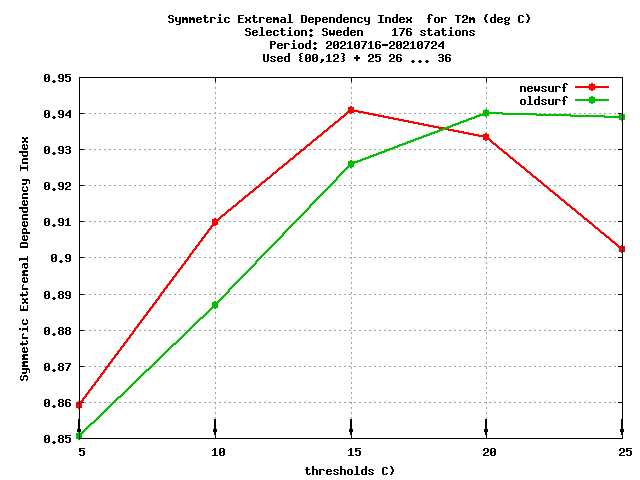 Symmetric Extremal Dependency Index  for T2m (deg C)
Selection: Sweden    176 stations
Period: 20210716-20210724
Used {00,12} + 25 26 ... 36
newsurf
oldsurf
Symmetric Extremal Dependency Index
0.95
0.94
0.93
0.92
0.91
0.9
0.89
0.88
0.87
0.86
0.85
5 10 15 20 25
thresholds C)